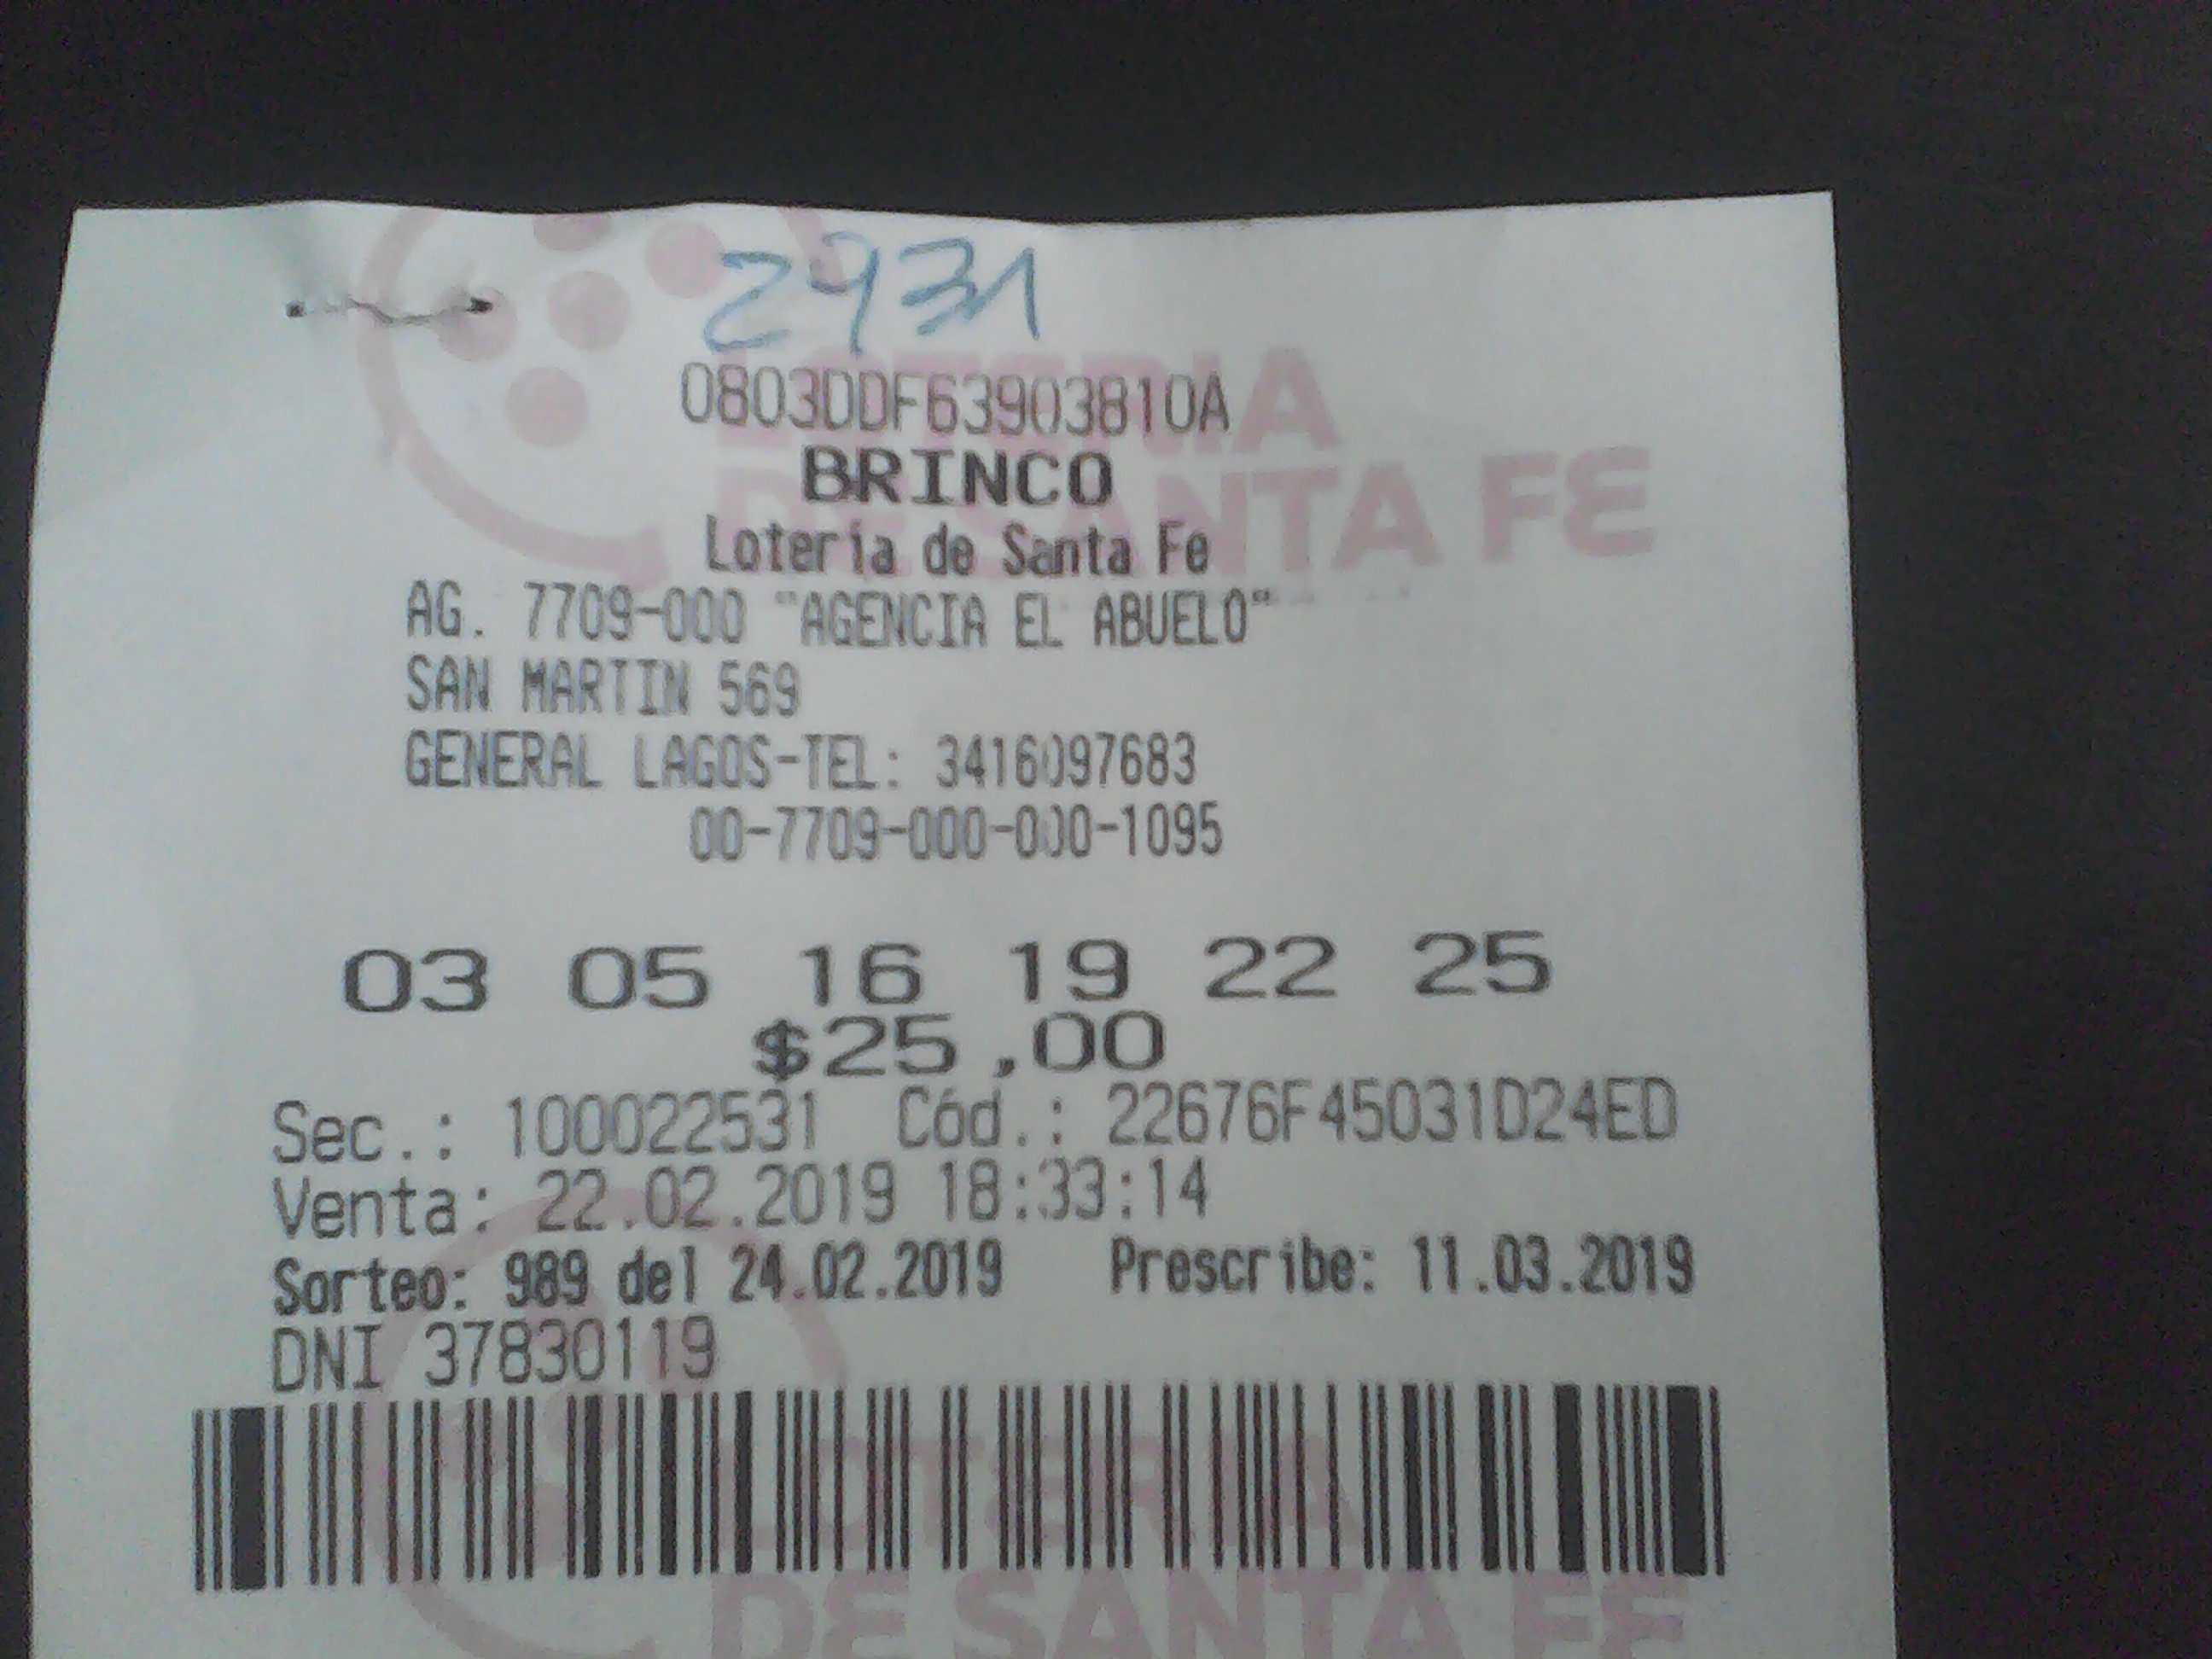 2931
0803DDF63903810A
LOTERIA
DE SANTA FE
BRINCO
Lotería de Santa Fe
AG. 7709-000 "AGENCIA EL ABUELO"
SAN MARTIN 569
GENERAL LAGOS-TEL: 3416097683
00-7709-000-000-1095
03 05 16 19 22 25
$25,00
Sec.: 100022531 Cód.: 22676F45031D24ED
Venta: 22.02.2019 18:33:14
Sorteo: 989 del 24.02.2019 Prescribe: 11.03.2019
DNI 37830119
LOTERIA
DE SANTA FE